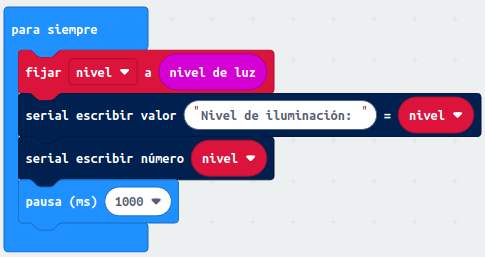 para siempre
fijar nivel a nivel de luz
serial escribir valor "Nivel de iluminación: " = nivel
serial escribir número nivel
pausa (ms) 1000